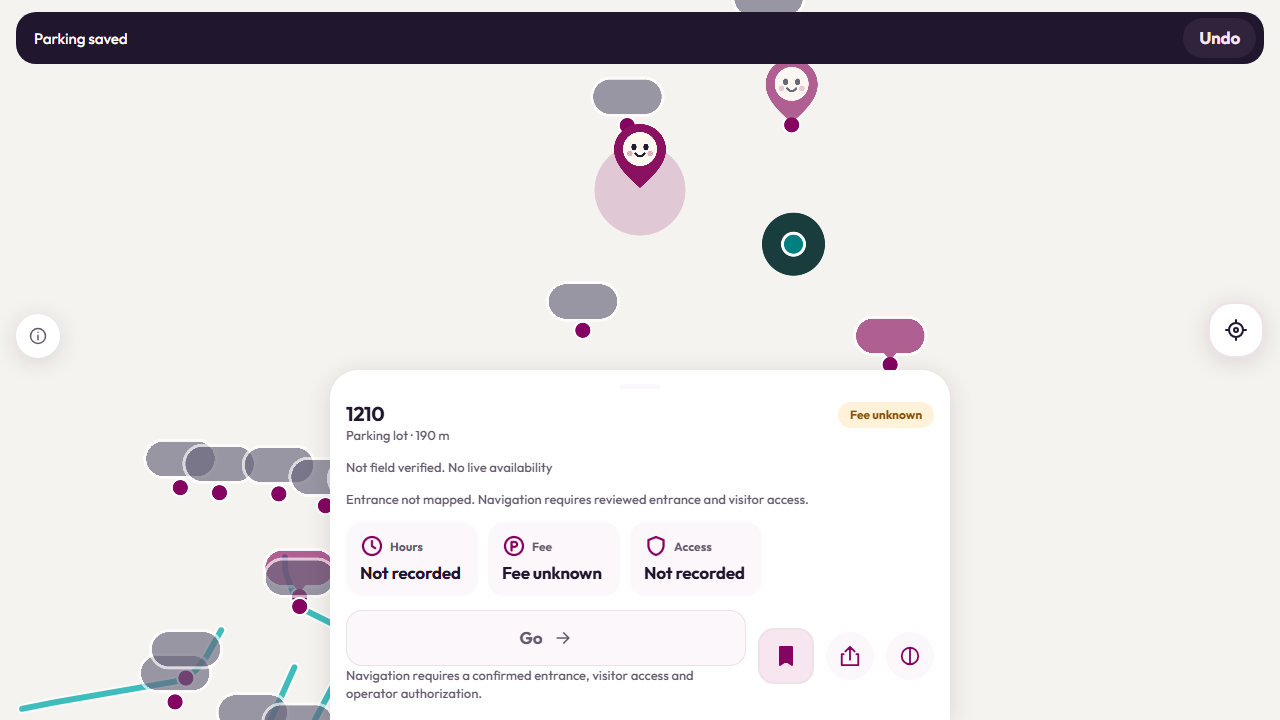 Parking saved
Undo
1210
Fee unknown
Parking lot · 190 m
Not field verified. No live availability
Entrance not mapped. Navigation requires reviewed entrance and visitor access.
Hours
Not recorded
Fee
Fee unknown
Access
Not recorded
Go
Navigation requires a confirmed entrance, visitor access and
operator authorization.